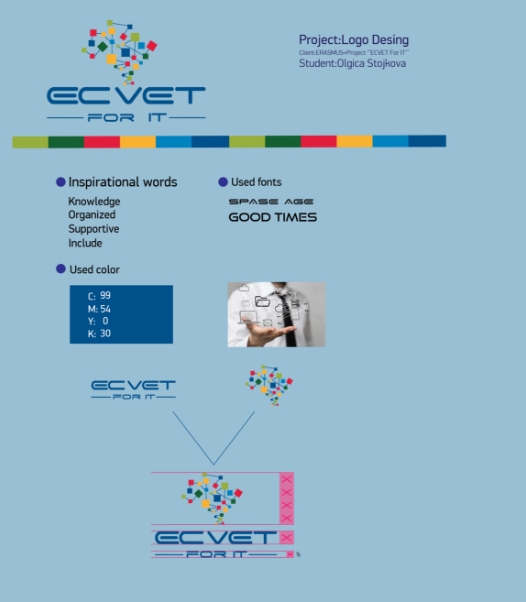 ECVET
FOR IT
Project:Logo Desing
Client:ERASMUS+Project "ECVET For IT"
Student:Olgica Stojkova
Inspirational words
Knowledge
Organized
Supportive
Include
Used fonts
SPASE AGE
GOOD TIMES
Used color
C: 99
M: 54
Y: 0
K: 30
ECVET
FOR IT
ECVET
FOR IT